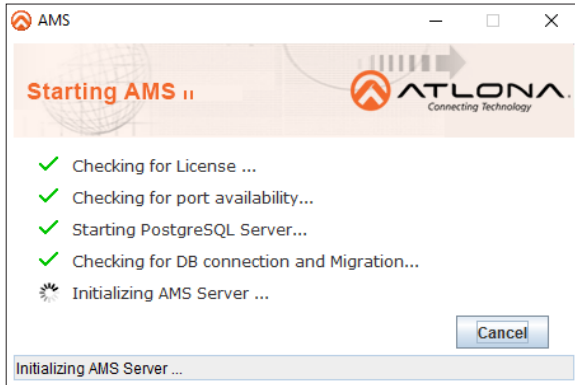 AMS
Starting AMS
ATLONA.
Connecting Technology
Checking for License ...
Checking for port availability...
Starting PostgreSQL Server...
Checking for DB connection and Migration...
Initializing AMS Server ...
Cancel
Initializing AMS Server ...